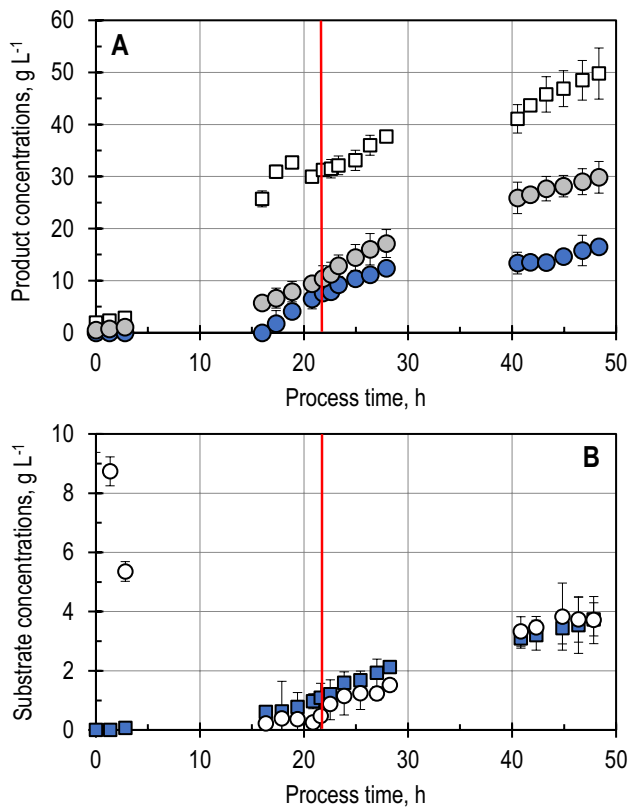 A
Product concentrations, g L-1
60
50
40
30
20
10
0
0 10 20 30 40 50
Process time, h
B
Substrate concentrations, g L-1
10
8
6
4
2
0
0 10 20 30 40 50
Process time, h